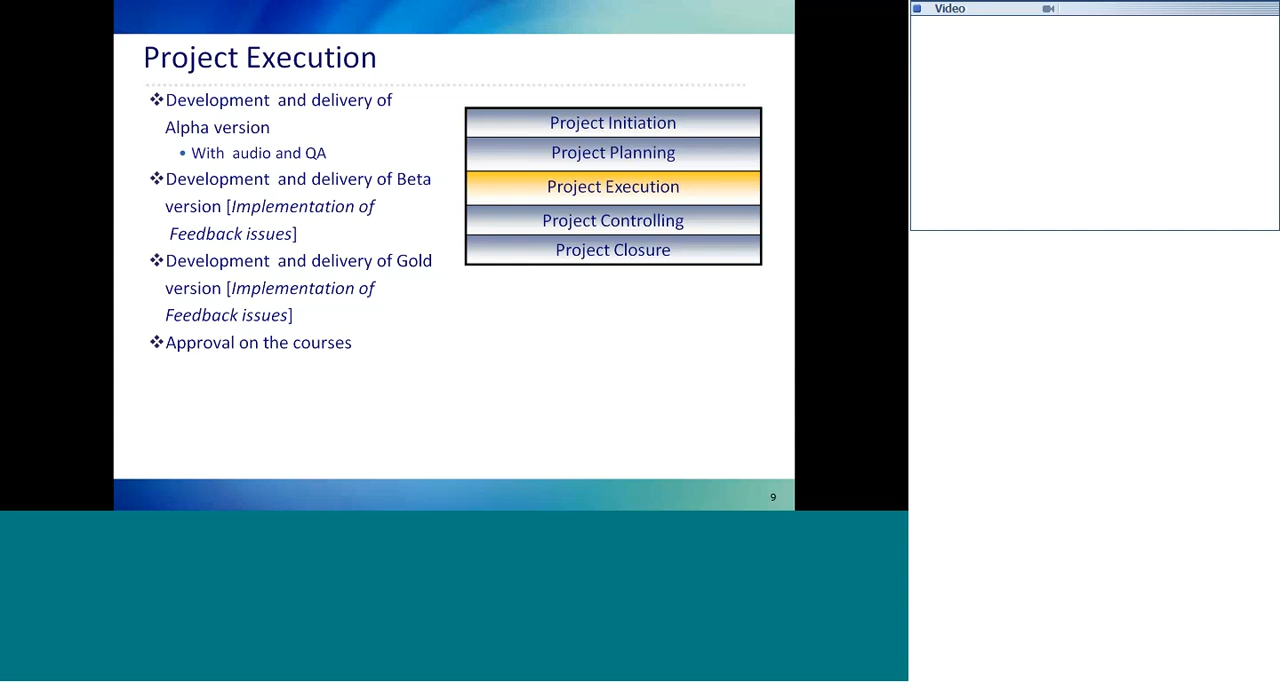 Video
Project Execution
❖Development and delivery of
Alpha version
• With audio and QA
❖Development and delivery of Beta
version [Implementation of
Feedback issues]
❖Development and delivery of Gold
version [Implementation of
Feedback issues]
❖Approval on the courses
Project Initiation
Project Planning
Project Execution
Project Controlling
Project Closure
9